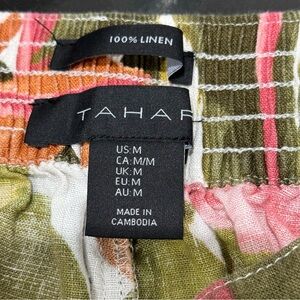 100% LINEN
TAHAR
US:M
CA:M/M
UK:M
EU:M
AU:M
MADE IN
CAMBODIA